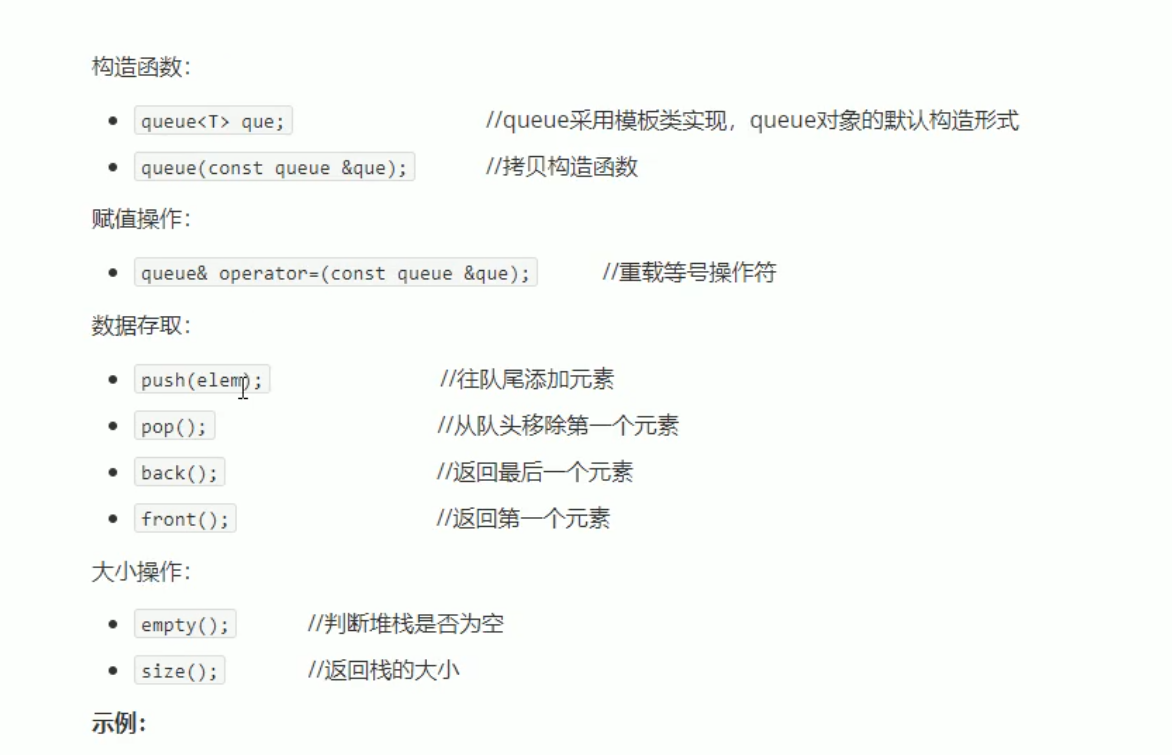 构造函数：
queue<T> que; //queue采用模板类实现，queue对象的默认构造形式
queue(const queue &que); //拷贝构造函数
赋值操作：
queue& operator=(const queue &que); //重载等号操作符
数据存取：
push(elem); //往队尾添加元素
pop(); //从队头移除第一个元素
back(); //返回最后一个元素
front(); //返回第一个元素
大小操作：
empty(); //判断堆栈是否为空
size(); //返回栈的大小
示例：